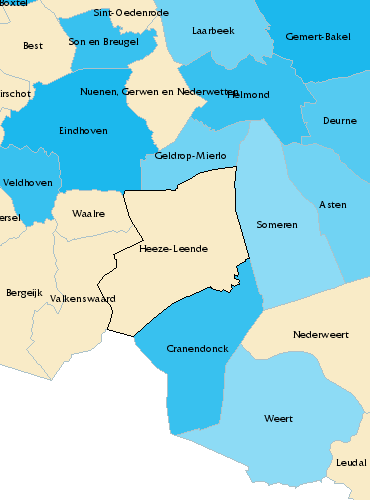 Boxtel
Sint-Oedenrode
Laarbeek
Gemert-Bakel
Best
Son en Breugel
Nuenen, Gerwen en Nederwetten
Helmond
irschot
Deurne
Eindhoven
Geldrop-Mierlo
Veldhoven
Asten
Waalre
ersel
Someren
Heeze-Leende
Bergeijk
Valkenswaard
Nederweert
Cranendonck
Weert
Leudal